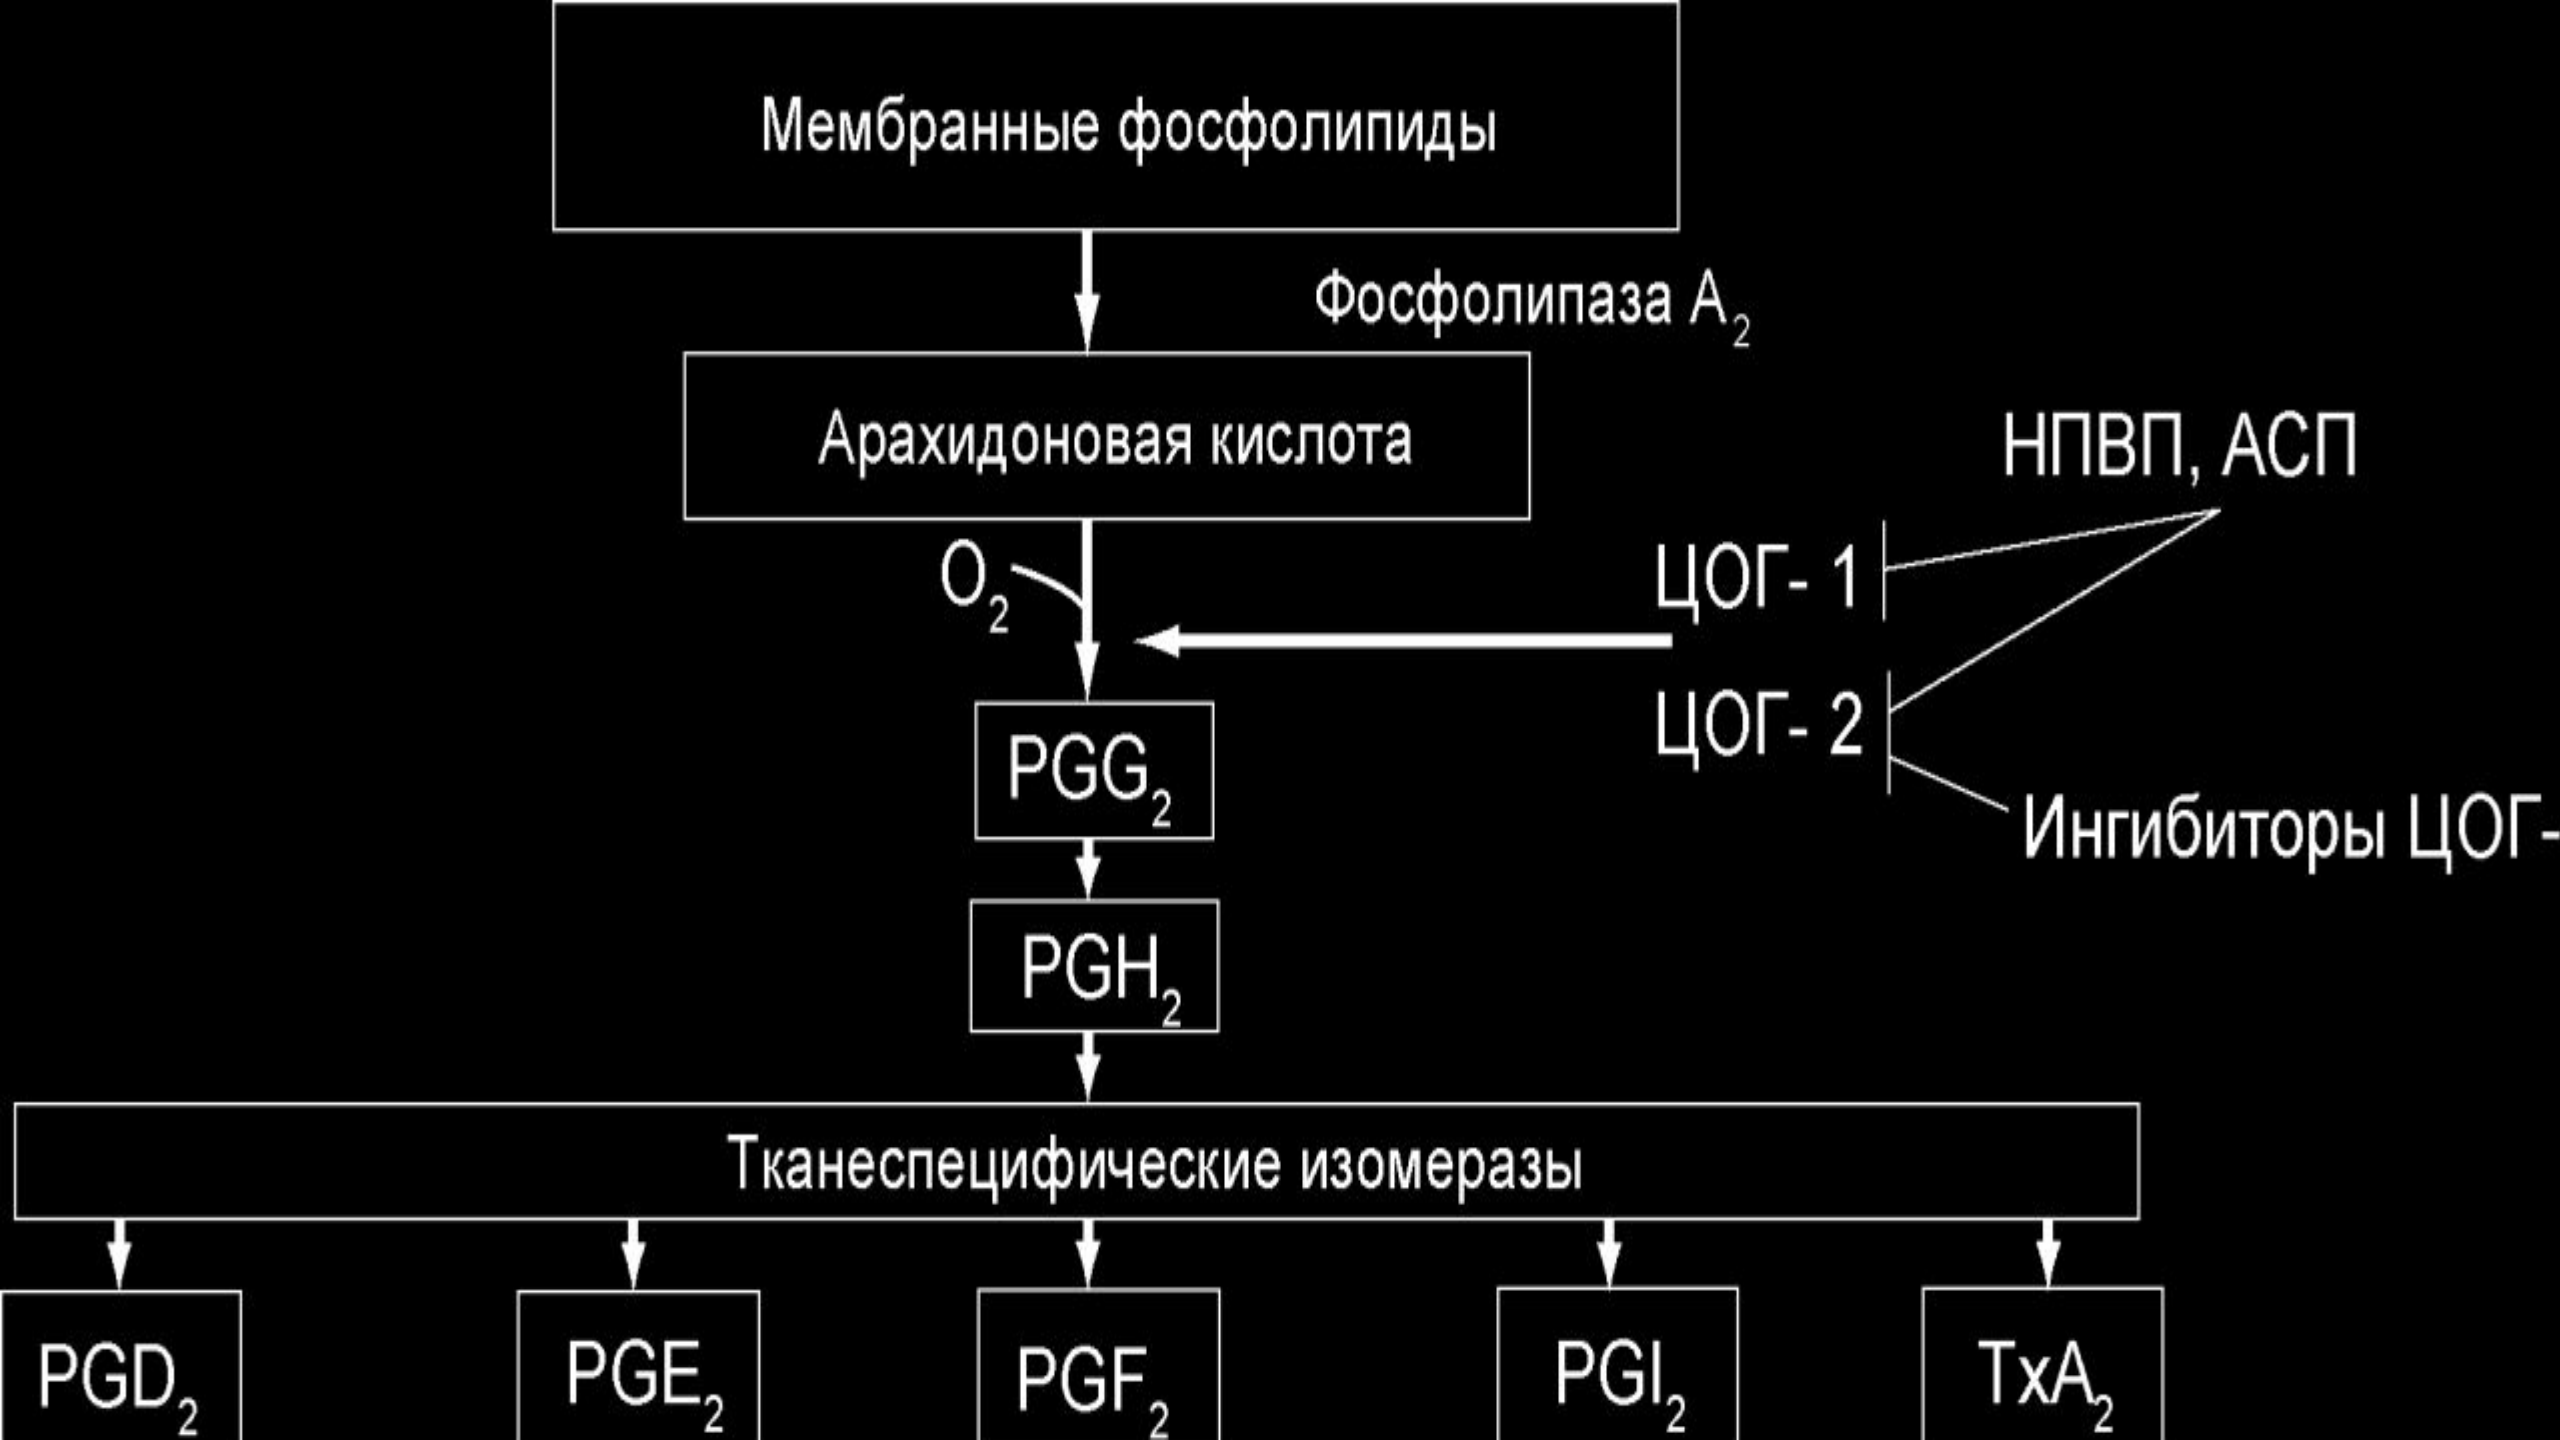 Мембранные фосфолипиды
Фосфолипаза А₂
Арахидоновая кислота
НПВП, АСП
O₂
ЦОГ- 1
ЦОГ- 2
PGG₂
Ингибиторы ЦОГ-
PGH₂
Тканеспецифические изомеразы
PGD₂
PGE₂
PGF₂
PGI₂
TxA₂